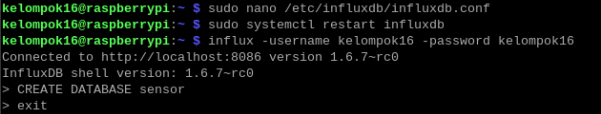 kelompok16@raspberrypi:~ $ sudo nano /etc/influxdb/influxdb.conf
kelompok16@raspberrypi:~ $ sudo systemctl restart influxdb
kelompok16@raspberrypi:~ $ influx -username kelompok16 -password kelompok16
Connected to http://localhost:8086 version 1.6.7~rc0
InfluxDB shell version: 1.6.7~rc0
> CREATE DATABASE sensor
> exit